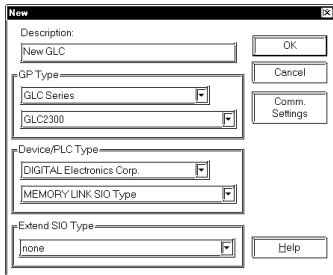 New
Description:
New GLC
OK
GP Type
Cancel
GLC Series
GLC2300
Comm.
Settings
Device/PLC Type
DIGITAL Electronics Corp.
MEMORY LINK SIO Type
Extend SIO Type
none
Help